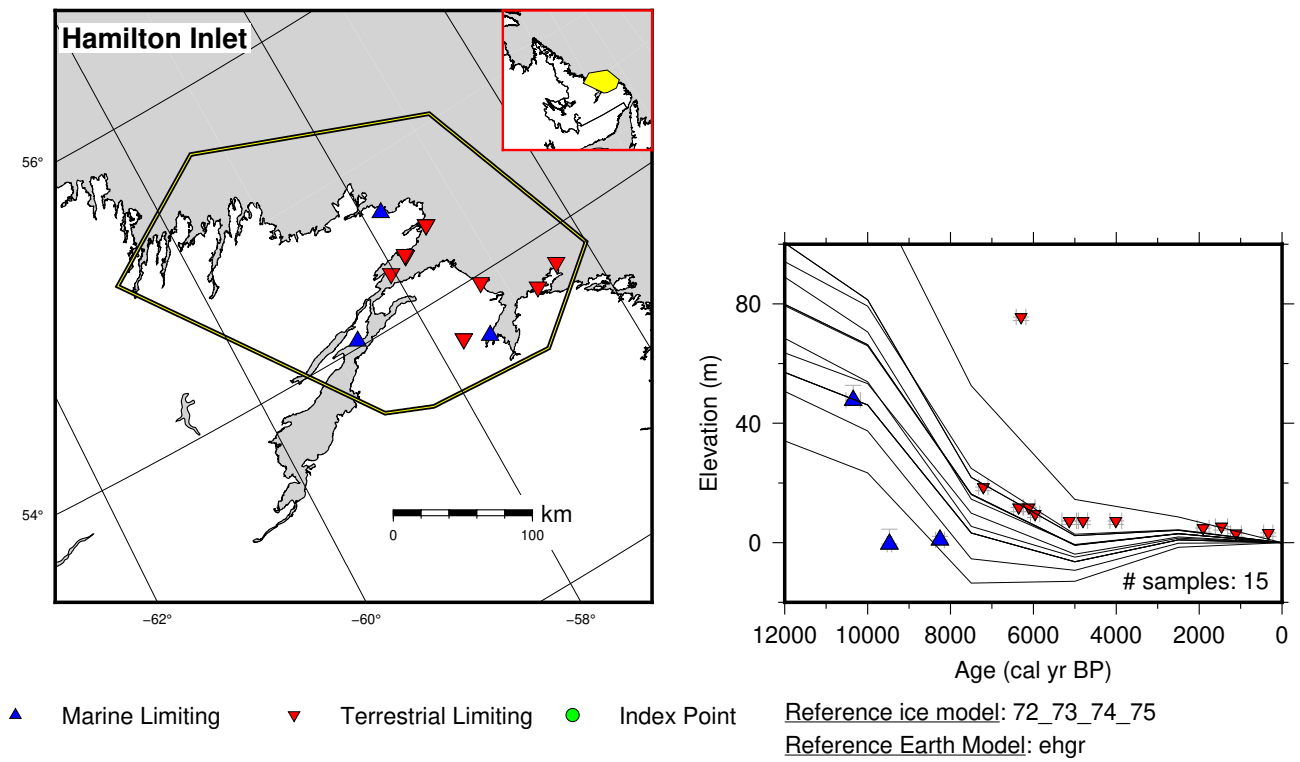 Hamilton Inlet
56°
54°
−62°
−60°
−58°
km
0
100
Elevation (m)
80
40
0
# samples: 15
12000 10000 8000 6000 4000 2000 0
Age (cal yr BP)
Marine Limiting
Terrestrial Limiting
Index Point
Reference ice model: 72_73_74_75
Reference Earth Model: ehgr